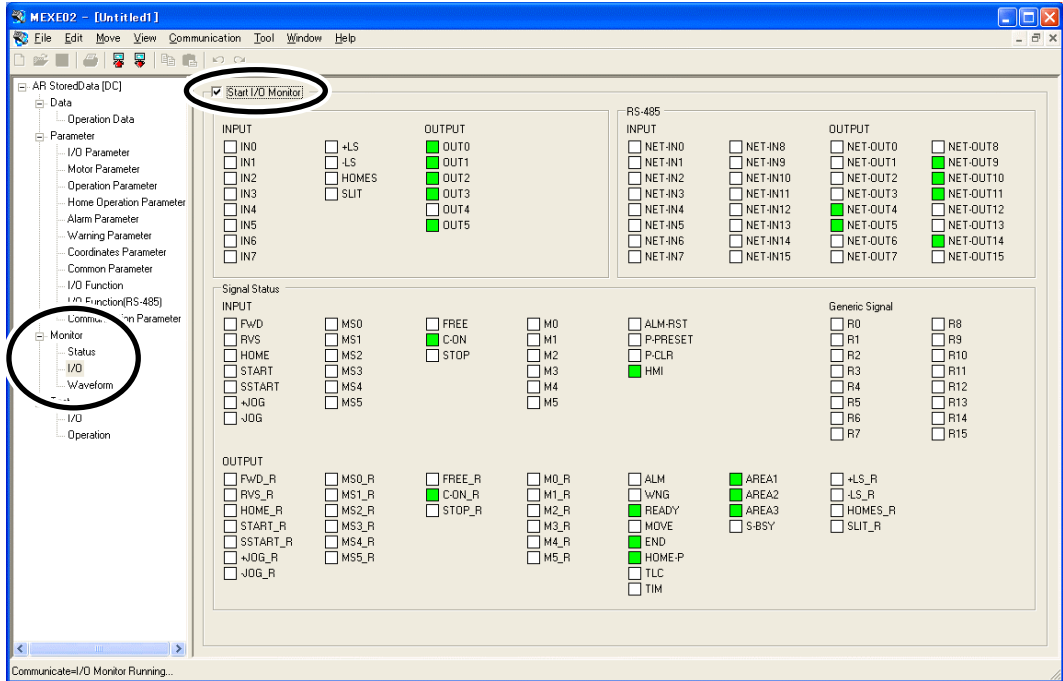 MEXE02 - [Untitled1]
File Edit Move View Communication Tool Window Help
AR StoredData [DC]
Data
Operation Data
Parameter
I/O Parameter
Motor Parameter
Operation Parameter
Home Operation Parameter
Alarm Parameter
Warning Parameter
Coordinates Parameter
Common Parameter
I/O Function
I/O Function(RS-485)
Parameter
Monitor
Status
I/O
Waveform
I/O
Operation
Start I/O Monitor
INPUT OUTPUT
IN0 +LS OUT0
IN1 -LS OUT1
IN2 HOMES OUT2
IN3 SLIT OUT3
IN4 OUT4
IN5 OUT5
IN6
IN7
RS-485
INPUT OUTPUT
NET-IN0 NET-IN8 NET-OUT0 NET-OUT8
NET-IN1 NET-IN9 NET-OUT1 NET-OUT9
NET-IN2 NET-IN10 NET-OUT2 NET-OUT10
NET-IN3 NET-IN11 NET-OUT3 NET-OUT11
NET-IN4 NET-IN12 NET-OUT4 NET-OUT12
NET-IN5 NET-IN13 NET-OUT5 NET-OUT13
NET-IN6 NET-IN14 NET-OUT6 NET-OUT14
NET-IN7 NET-IN15 NET-OUT7 NET-OUT15
Signal Status
INPUT Generic Signal
FWD MS0 FREE M0 ALM-RST R0 R8
RVS MS1 C-ON M1 P-PRESET R1 R9
HOME MS2 STOP M2 P-CLR R2 R10
START MS3 M3 HMI R3 R11
SSTART MS4 M4 R4 R12
+JOG MS5 M5 R5 R13
-JOG R6 R14
R7 R15
OUTPUT
FWD_R MS0_R FREE_R M0_R ALM AREA1 +LS_R
RVS_R MS1_R C-ON_R M1_R WNG AREA2 -LS_R
HOME_R MS2_R STOP_R M2_R READY AREA3 HOMES_R
START_R MS3_R M3_R MOVE S-BSY SLIT_R
SSTART_R MS4_R M4_R END
+JOG_R MS5_R M5_R HOME-P
-JOG_R TLC
TIM
Communicate=I/O Monitor Running...